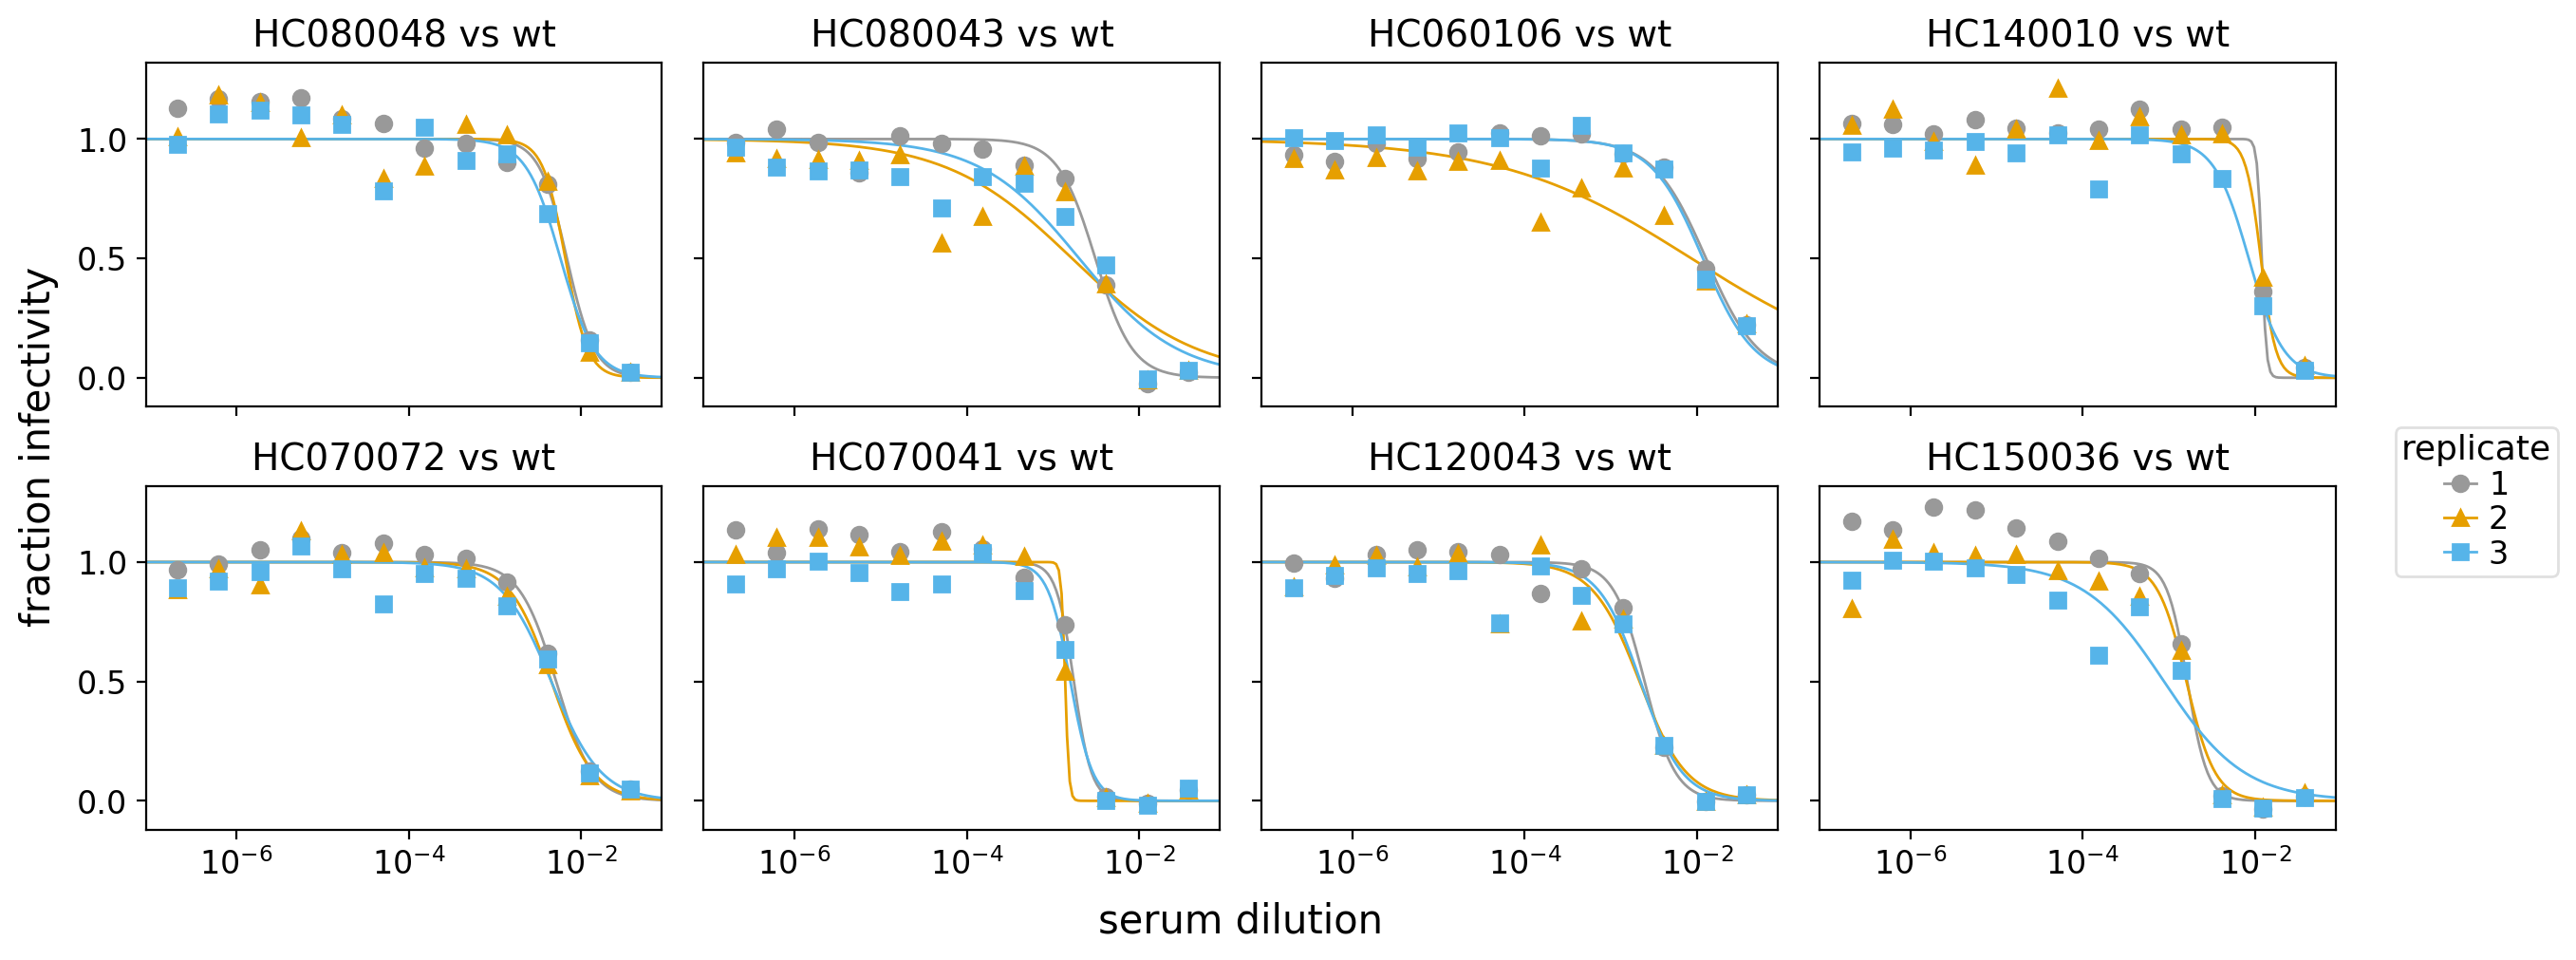 HC080048 vs wt
HC080043 vs wt
HC060106 vs wt
HC140010 vs wt
1.0
0.5
0.0
fraction infectivity
HC070072 vs wt
HC070041 vs wt
HC120043 vs wt
HC150036 vs wt
1.0
0.5
0.0
10⁻⁶ 10⁻⁴ 10⁻²
10⁻⁶ 10⁻⁴ 10⁻²
10⁻⁶ 10⁻⁴ 10⁻²
10⁻⁶ 10⁻⁴ 10⁻²
serum dilution
replicate
1
2
3